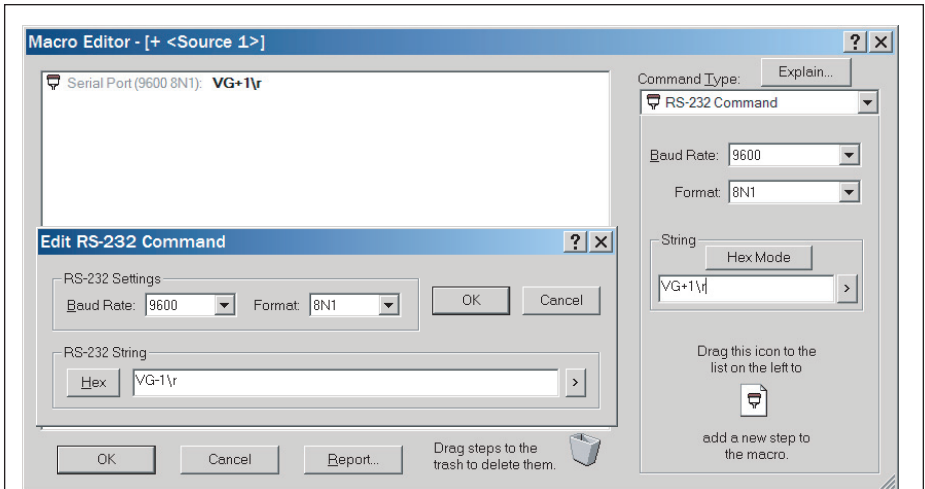 Macro Editor - [+ <Source 1>]
? ×
Serial Port (9600 8N1): VG+1\r
Command Type:
Explain...
RS-232 Command
Baud Rate: 9600
Format: 8N1
String
Hex Mode
VG+1\r
>
Drag this icon to the
list on the left to
add a new step to
the macro.
Edit RS-232 Command
? ×
RS-232 Settings
Baud Rate: 9600
Format: 8N1
OK
Cancel
RS-232 String
Hex
VG-1\r
>
OK
Cancel
Report...
Drag steps to the
trash to delete them.